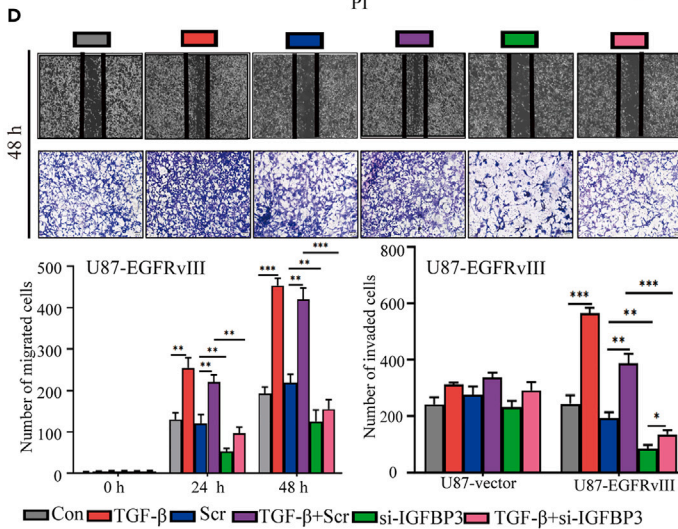 PI
D
48 h
U87-EGFRvIII
Number of migrated cells
500
400
300
200
100
0
**
**
**
**
***
**
**
***
0 h
24 h
48 h
U87-EGFRvIII
Number of invaded cells
800
600
400
200
0
***
**
**
***
*
U87-vector
U87-EGFRvIII
Con TGF-β Scr TGF-β+Scr si-IGFBP3 TGF-β+si-IGFBP3